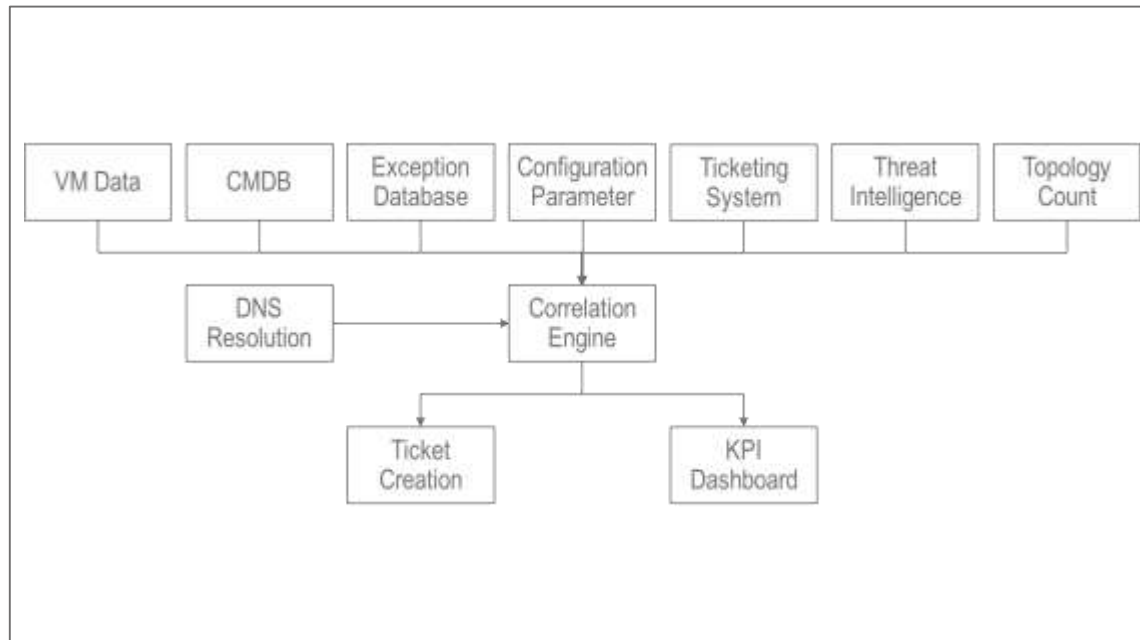 VM Data
CMDB
Exception
Database
Configuration
Parameter
Ticketing
System
Threat
Intelligence
Topology
Count
DNS
Resolution
Correlation
Engine
Ticket
Creation
KPI
Dashboard